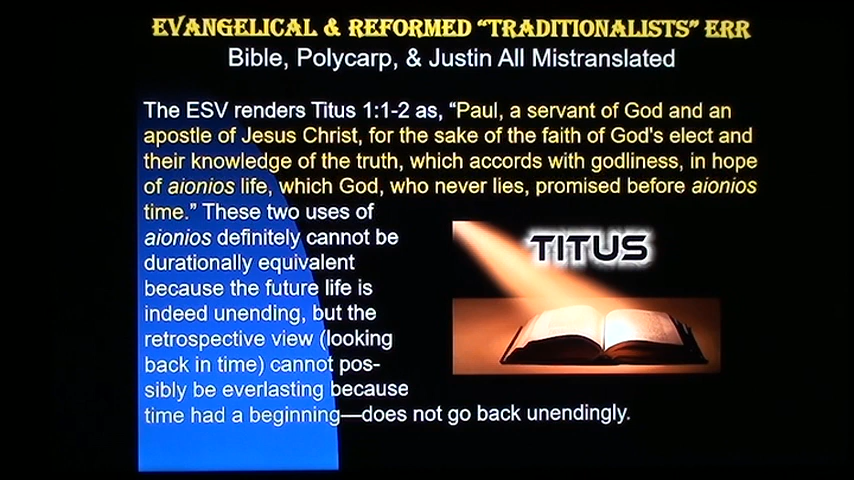 EVANGELICAL & REFORMED “TRADITIONALISTS” ERR
Bible, Polycarp, & Justin All Mistranslated
The ESV renders Titus 1:1-2 as, “Paul, a servant of God and an
apostle of Jesus Christ, for the sake of the faith of God's elect and
their knowledge of the truth, which accords with godliness, in hope
of aionios life, which God, who never lies, promised before aionios
time.” These two uses of
aionios definitely cannot be
durationally equivalent
because the future life is
indeed unending, but the
retrospective view (looking
back in time) cannot pos-
sibly be everlasting because
time had a beginning—does not go back unendingly.
TITUS